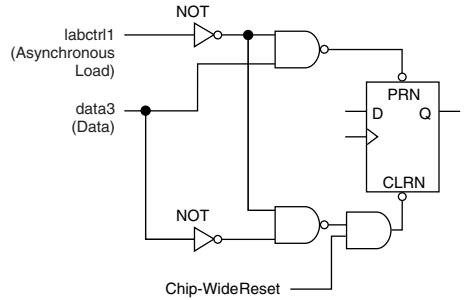 NOT
labctrl1
(Asynchronous
Load)
PRN
data3
(Data)
D
Q
CLRN
NOT
Chip-WideReset